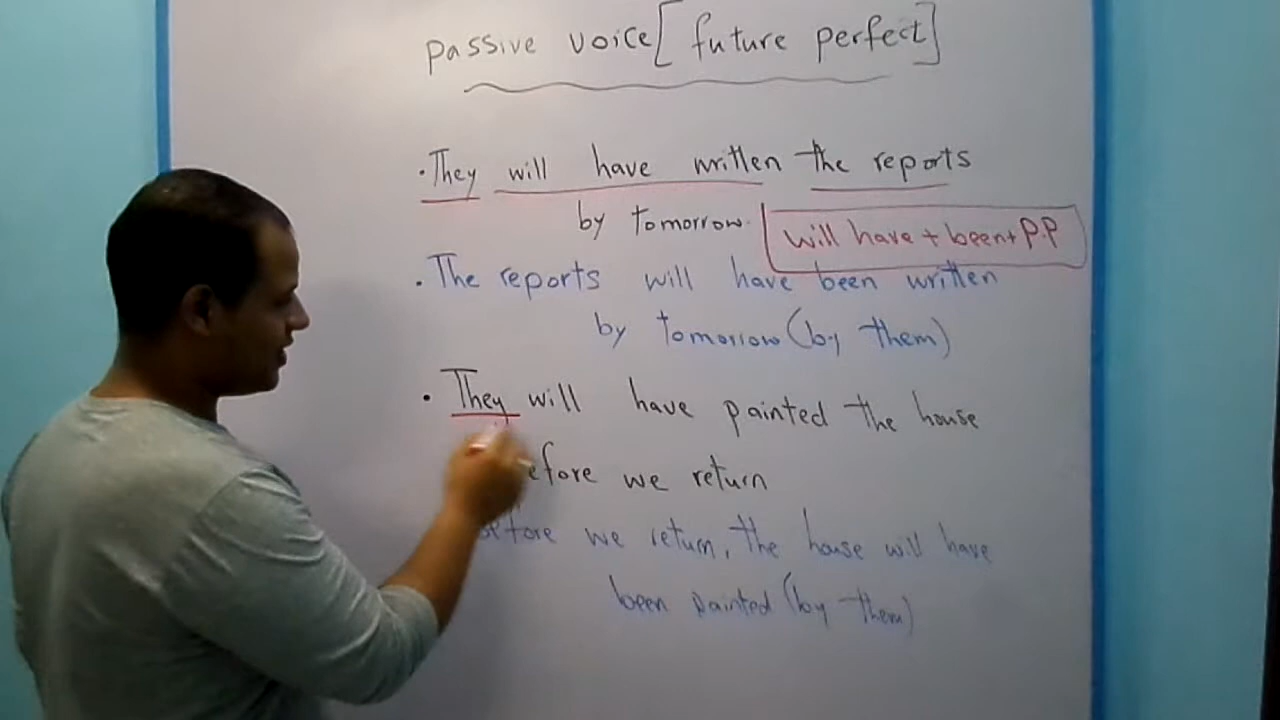 passive voice [future perfect]
• They will have written the reports
by tomorrow.
will have + been + P.P
• The reports will have been written
by tomorrow (by them)
• They will have painted the house
we return
we return, the house will have
been painted (by them)